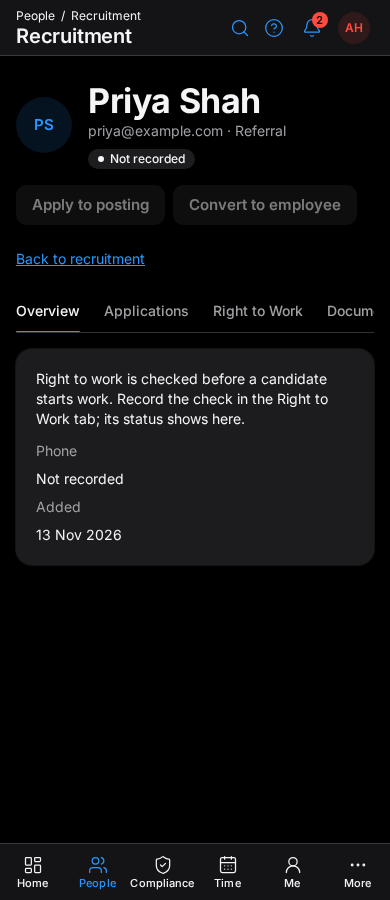 People / Recruitment
Recruitment
2
AH
PS
Priya Shah
priya@example.com · Referral
Not recorded
Apply to posting
Convert to employee
Back to recruitment
Overview
Applications
Right to Work
Docum
Right to work is checked before a candidate
starts work. Record the check in the Right to
Work tab; its status shows here.
Phone
Not recorded
Added
13 Nov 2026
Home
People
Compliance
Time
Me
More